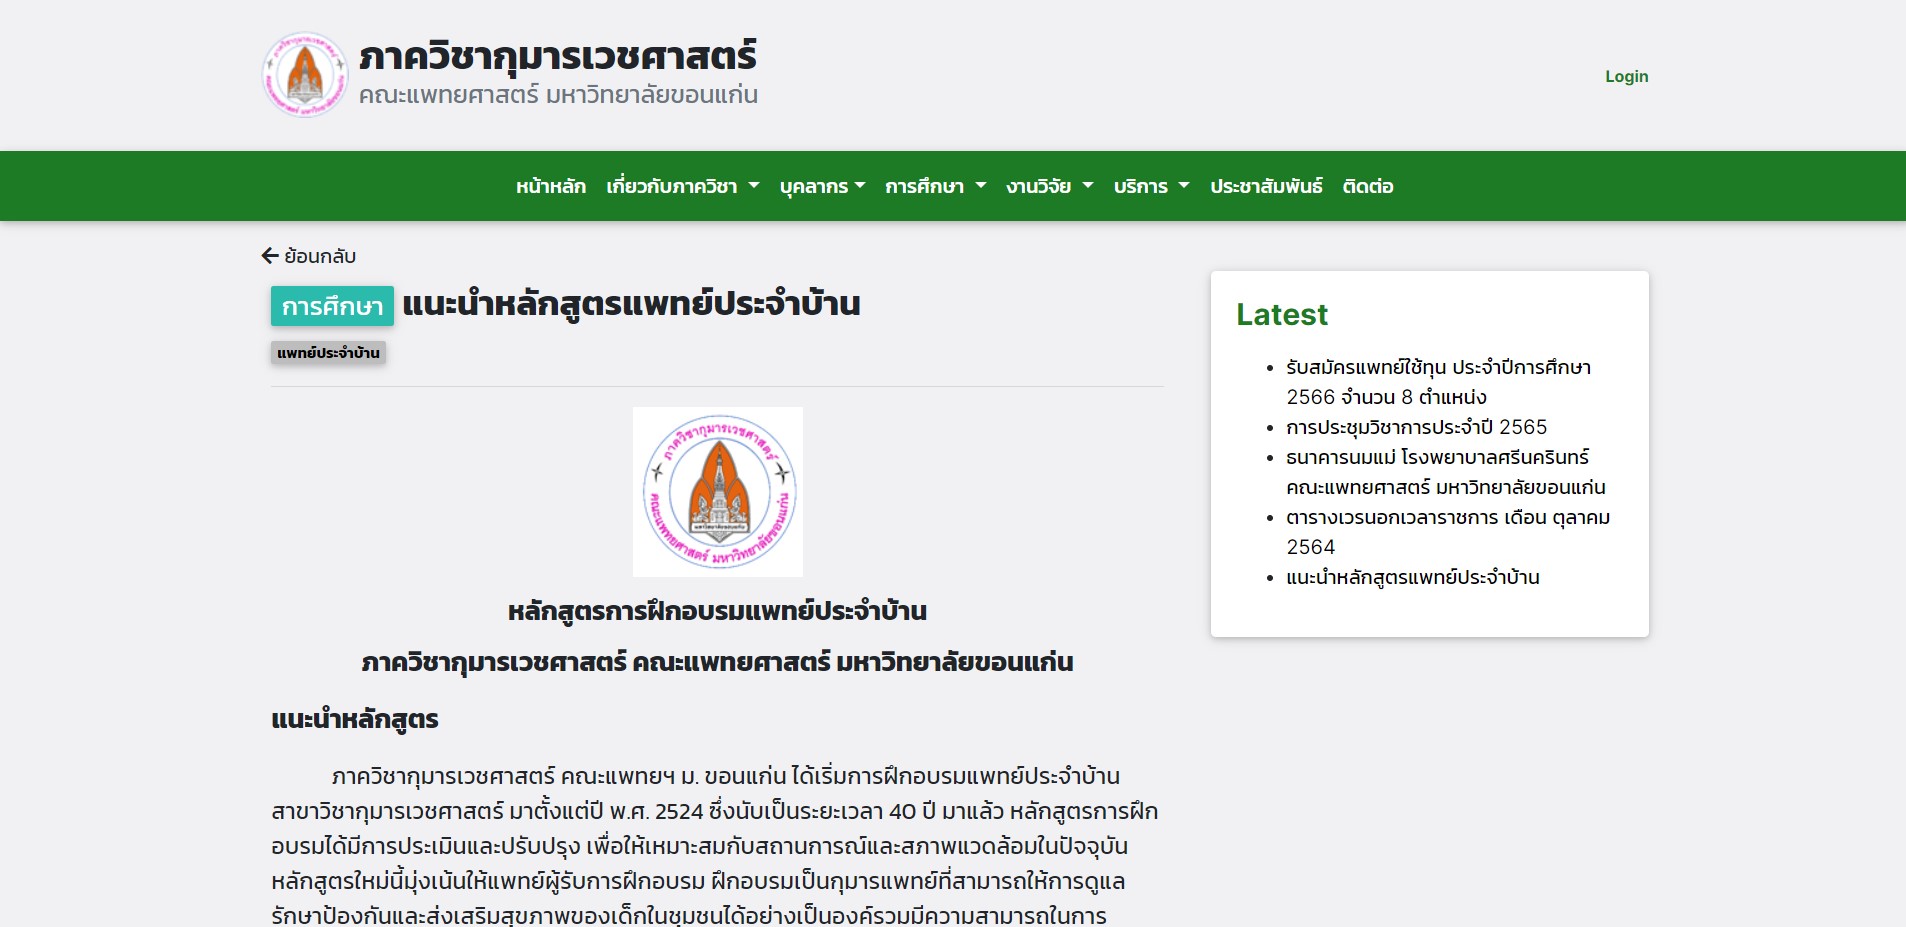 ภาควิชากุมารเวชศาสตร์
คณะแพทยศาสตร์ มหาวิทยาลัยขอนแก่น
Login
หน้าหลัก เกี่ยวกับภาควิชา บุคลากร การศึกษา งานวิจัย บริการ ประชาสัมพันธ์ ติดต่อ
ย้อนกลับ
การศึกษา แนะนำหลักสูตรแพทย์ประจำบ้าน
แพทย์ประจำบ้าน
ภาควิชากุมารเวชศาสตร์
คณะแพทยศาสตร์ มหาวิทยาลัยขอนแก่น
มหาวิทยาลัยขอนแก่น
หลักสูตรการฝึกอบรมแพทย์ประจำบ้าน
ภาควิชากุมารเวชศาสตร์ คณะแพทยศาสตร์ มหาวิทยาลัยขอนแก่น
แนะนำหลักสูตร
ภาควิชากุมารเวชศาสตร์ คณะแพทยฯ ม. ขอนแก่น ได้เริ่มการฝึกอบรมแพทย์ประจำบ้าน
สาขาวิชากุมารเวชศาสตร์ มาตั้งแต่ปี พ.ศ. 2524 ซึ่งนับเป็นระยะเวลา 40 ปี มาแล้ว หลักสูตรการฝึก
อบรมได้มีการประเมินและปรับปรุง เพื่อให้เหมาะสมกับสถานการณ์และสภาพแวดล้อมในปัจจุบัน
หลักสูตรใหม่นี้มุ่งเน้นให้แพทย์ผู้รับการฝึกอบรม ฝึกอบรมเป็นกุมารแพทย์ที่สามารถให้การดูแล
รักษาป้องกันและส่งเสริมสุขภาพของเด็กในชุมชนได้อย่างเป็นองค์รวมมีความสามารถในการ
Latest
รับสมัครแพทย์ใช้ทุน ประจำปีการศึกษา
2566 จำนวน 8 ตำแหน่ง
การประชุมวิชาการประจำปี 2565
ธนาคารนมแม่ โรงพยาบาลศรีนครินทร์
คณะแพทยศาสตร์ มหาวิทยาลัยขอนแก่น
ตารางเวรนอกเวลาราชการ เดือน ตุลาคม
2564
แนะนำหลักสูตรแพทย์ประจำบ้าน